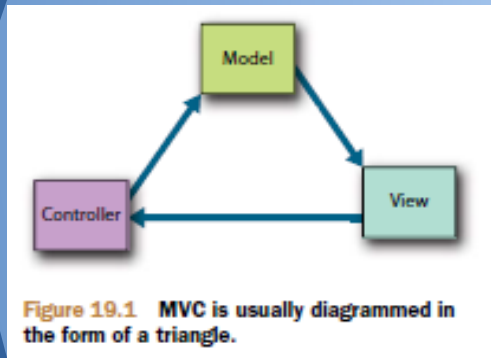 Model
View
Controller
Figure 19.1 MVC is usually diagrammed in
the form of a triangle.